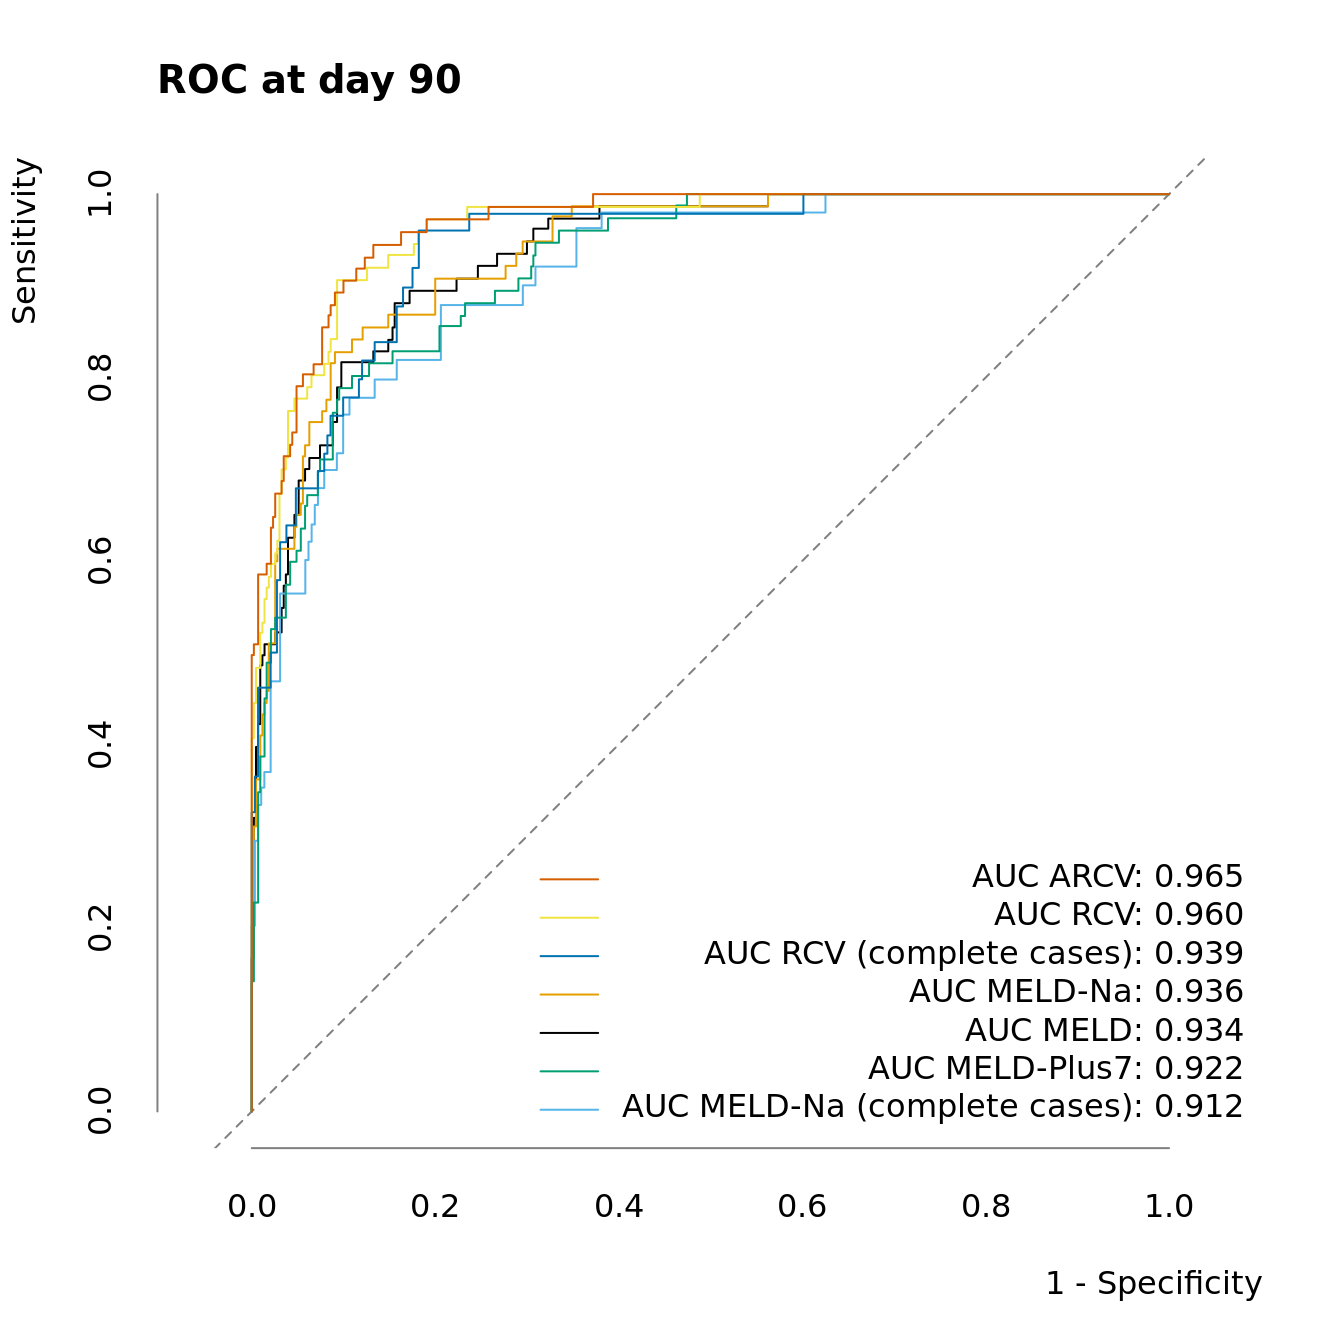 ROC at day 90
Sensitivity
1.0
0.8
0.6
0.4
0.2
0.0
AUC ARCV: 0.965
AUC RCV: 0.960
AUC RCV (complete cases): 0.939
AUC MELD-Na: 0.936
AUC MELD: 0.934
AUC MELD-Plus7: 0.922
AUC MELD-Na (complete cases): 0.912
0.0 0.2 0.4 0.6 0.8 1.0
1 - Specificity